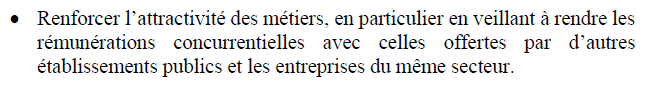 • Renforcer l’attractivité des métiers, en particulier en veillant à rendre les
rémunérations concurrentielles avec celles offertes par d’autres
établissements publics et les entreprises du même secteur.